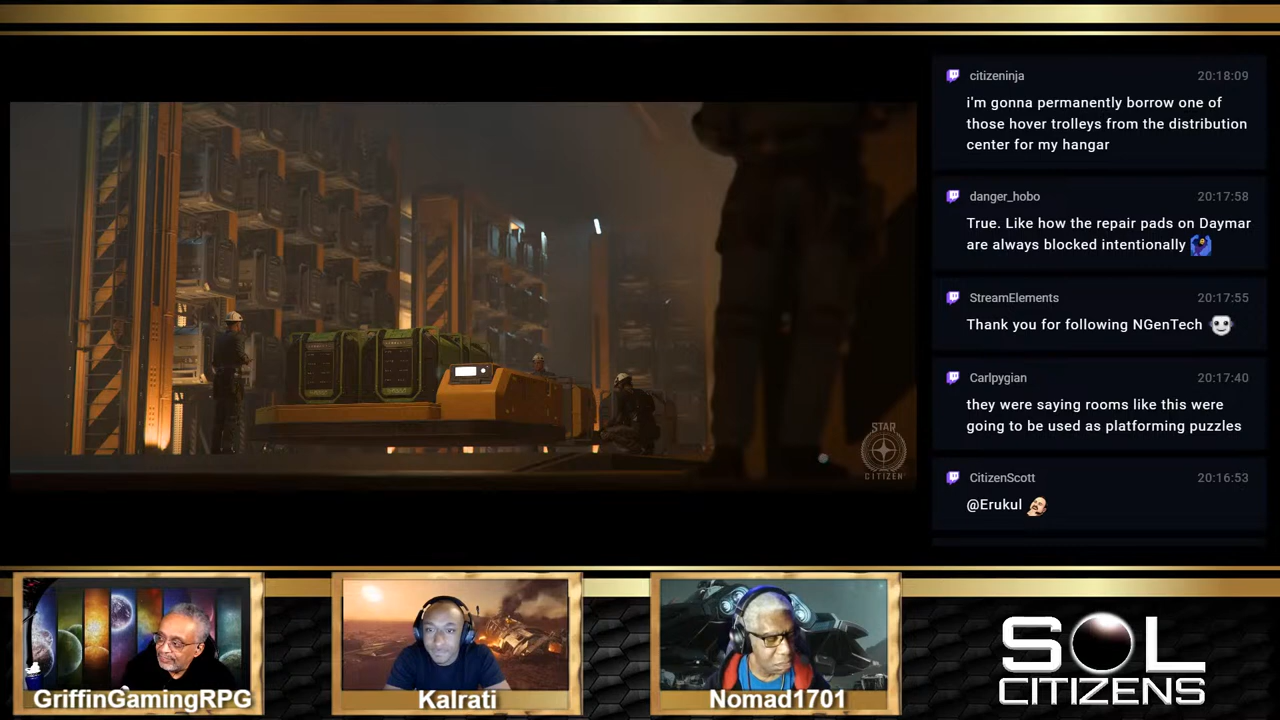 citizeninja 20:18:09
i'm gonna permanently borrow one of
those hover trolleys from the distribution
center for my hangar
danger_hobo 20:17:58
True. Like how the repair pads on Daymar
are always blocked intentionally
StreamElements 20:17:55
Thank you for following NGenTech
Carlpygian 20:17:40
they were saying rooms like this were
going to be used as platforming puzzles
CitizenScott 20:16:53
@Erukul
STAR
CITIZEN
GriffinGamingRPG
Kalrati
Nomad1701
SOL
CITIZENS